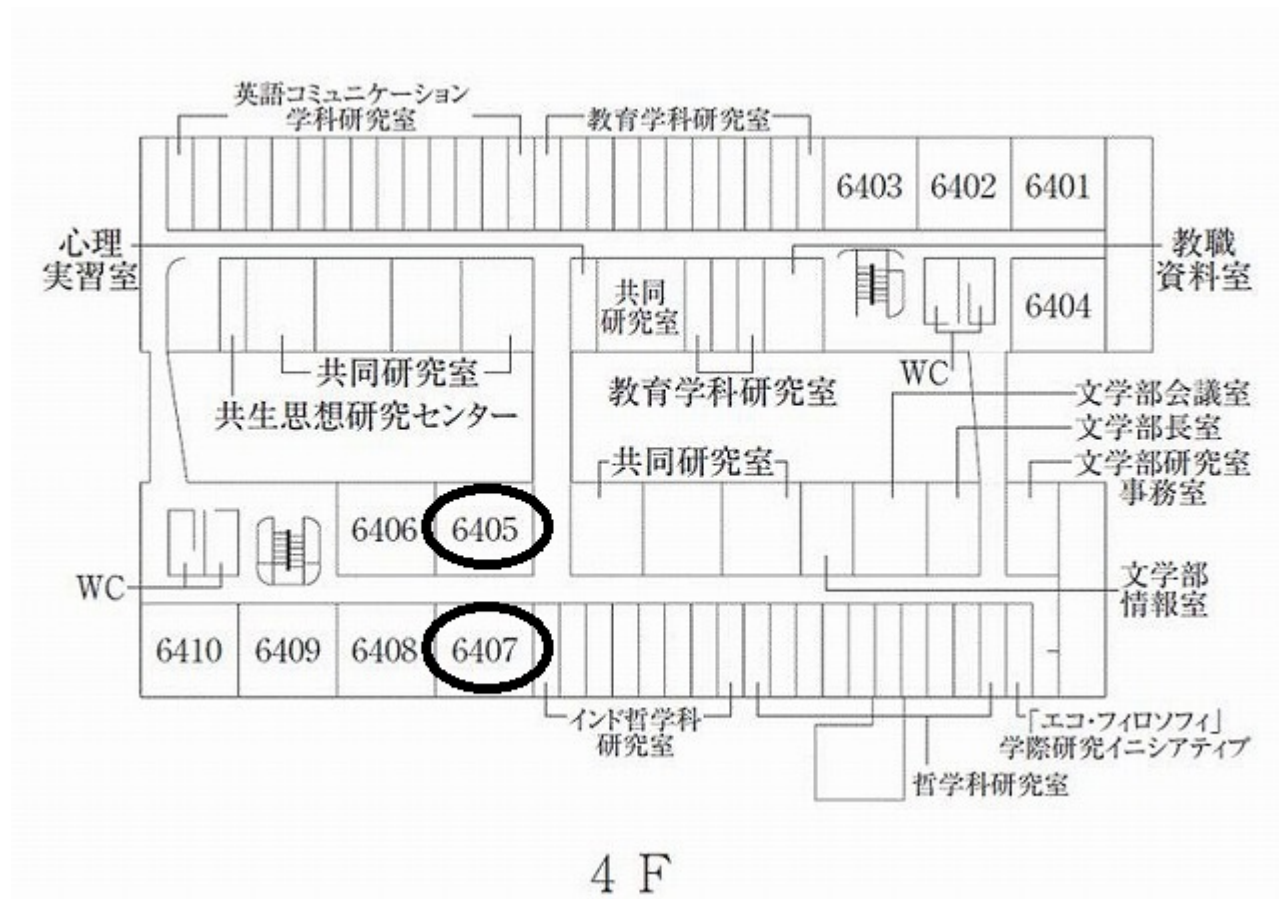 英語コミュニケーション
学科研究室
教育学科研究室
6403
6402
6401
心理
実習室
教職
資料室
共同
研究室
6404
共同研究室
WC
教育学科研究室
共生思想研究センター
文学部会議室
文学部長室
共同研究室
文学部研究室
事務室
6406
6405
WC
文学部
情報室
6410
6409
6408
6407
インド哲学科
研究室
「エコ・フィロソフィ」
学際研究イニシアティブ
哲学科研究室
4 F